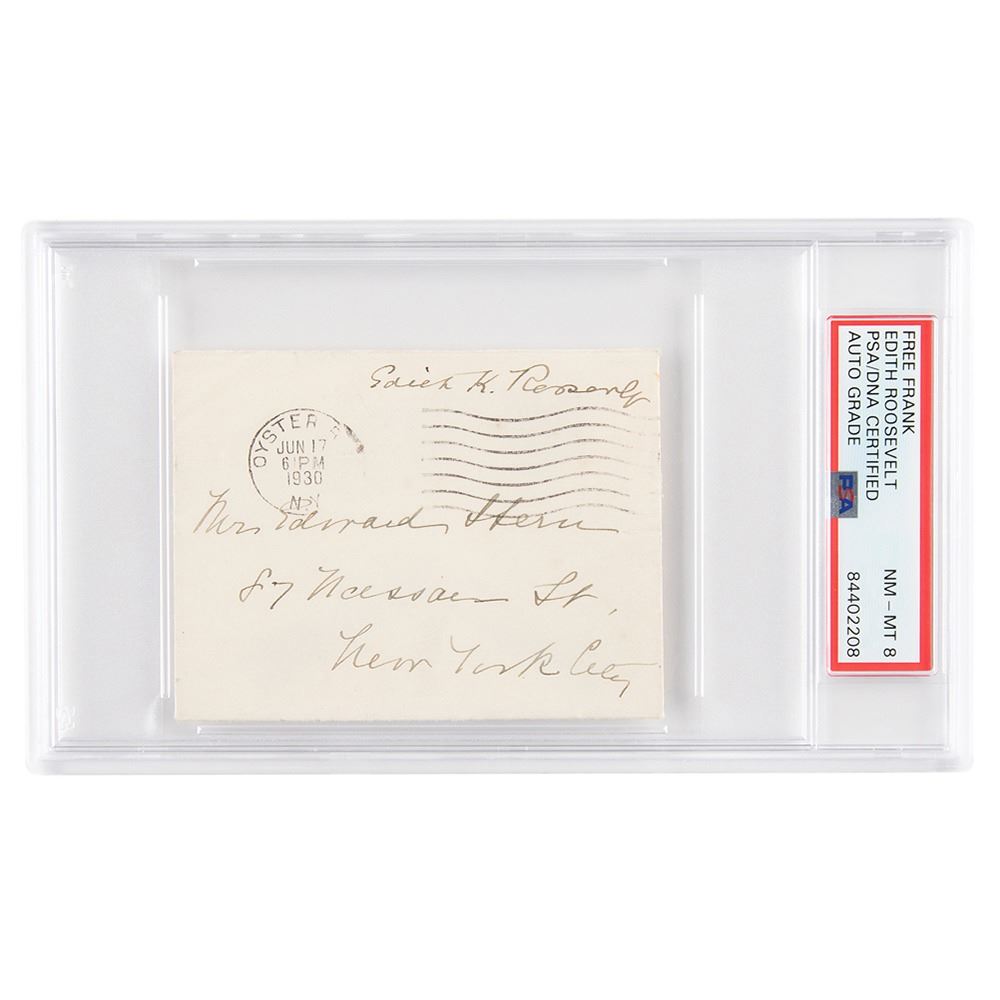 Edith K. Roosevelt
OYSTER B
JUN 17
6 PM
1930
N.Y.
Mrs Edward Stern
87 Nassau St,
New York City
FREE FRANK
EDITH ROOSEVELT
PSA/DNA CERTIFIED
AUTO GRADE
NM – MT 8
PSA
84402208